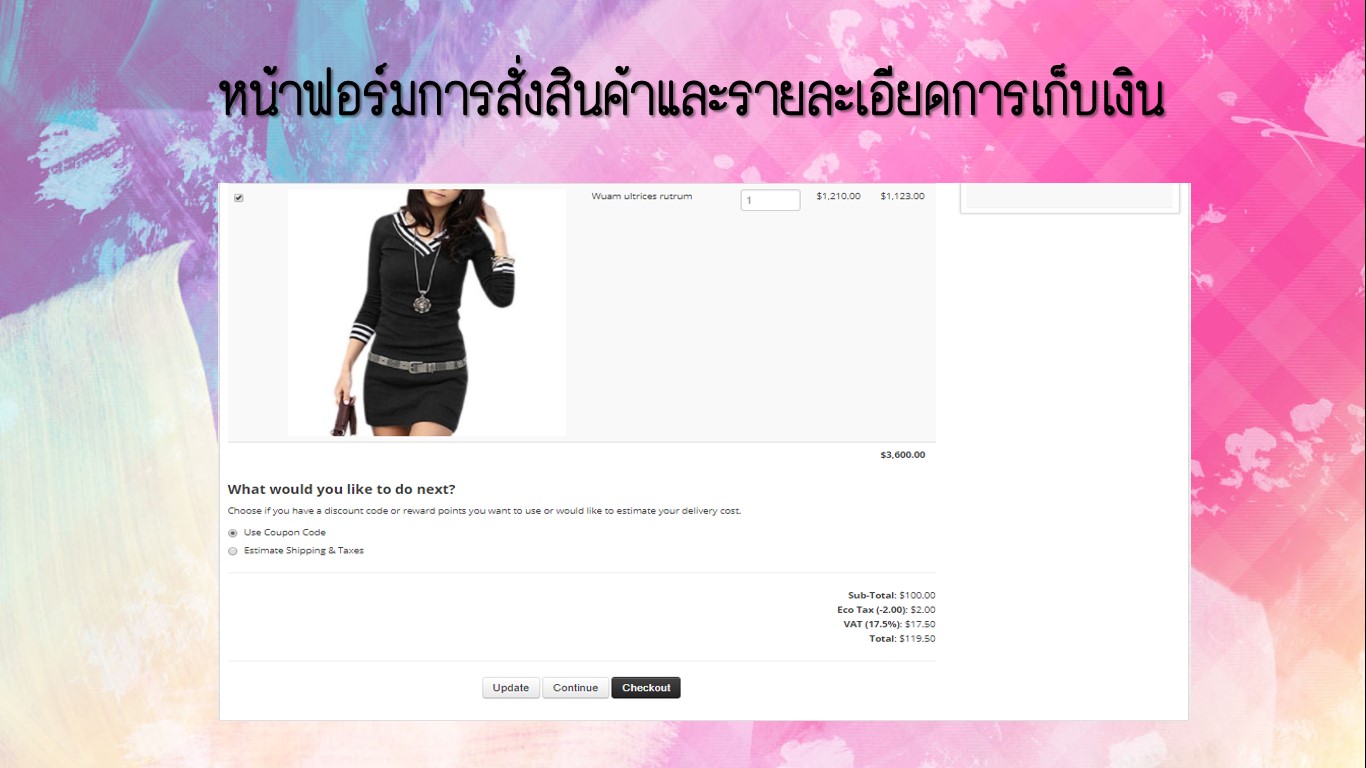 หน้าฟอร์มการสั่งสินค้าและรายละเอียดการเก็บเงิน
Wuam ultrices rutrum 1 $1,210.00 $1,123.00
$3,600.00
What would you like to do next?
Choose if you have a discount code or reward points you want to use or would like to estimate your delivery cost.
Use Coupon Code
Estimate Shipping & Taxes
Sub-Total: $100.00
Eco Tax (-2.00): $2.00
VAT (17.5%): $17.50
Total: $119.50
Update Continue Checkout